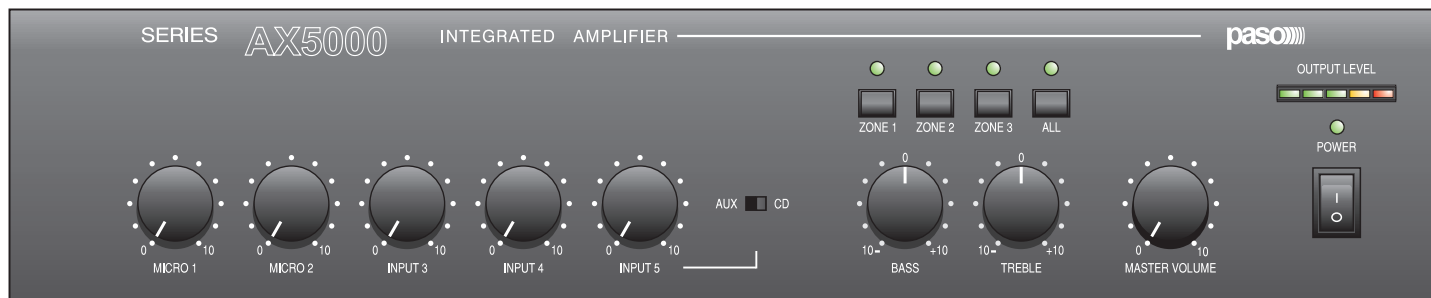 SERIES AX5000 INTEGRATED AMPLIFIER paso
OUTPUT LEVEL
ZONE 1 ZONE 2 ZONE 3 ALL
POWER
0 0
AUX CD
I
O
0 10 0 10 0 10 0 10 0 10 10- +10 10- +10 0 10
MICRO 1 MICRO 2 INPUT 3 INPUT 4 INPUT 5 BASS TREBLE MASTER VOLUME